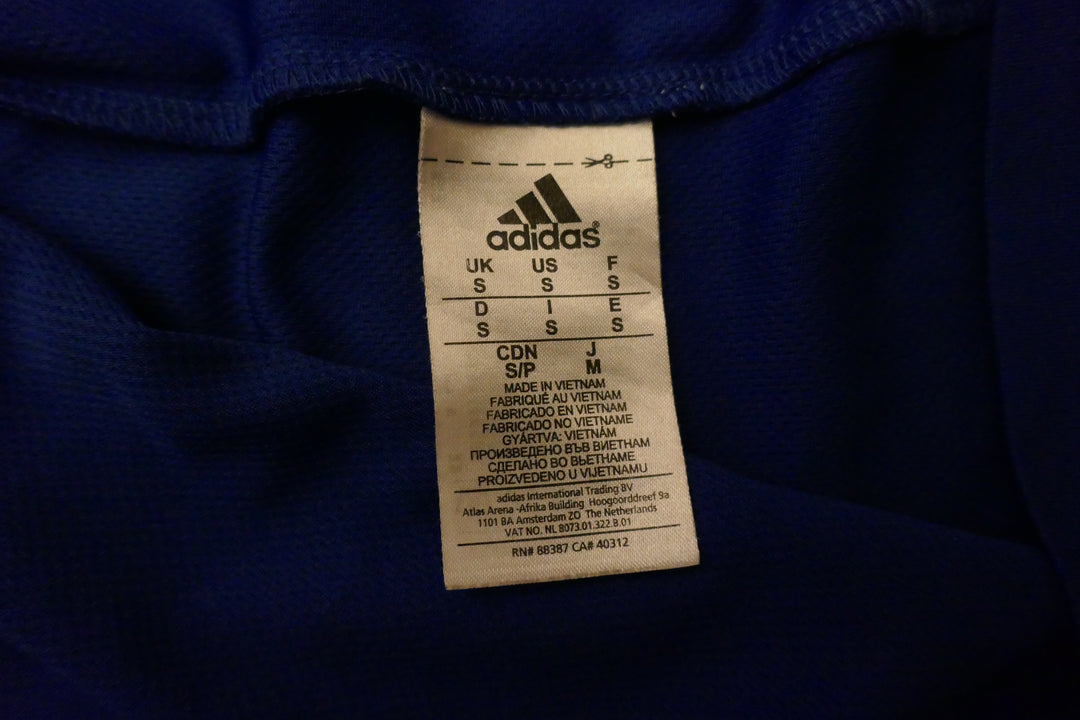 adidas®
UK US F
S S S
D I E
S S S
CDN J
S/P M
MADE IN VIETNAM
FABRIQUÉ AU VIETNAM
FABRICADO EN VIETNAM
FABRICADO NO VIETNAME
GYÁRTVA: VIETNÁM
ПРОИЗВЕДЕНО ВЪВ ВИЕТНАМ
СДЕЛАНО ВО ВЬЕТНАМЕ
PROIZVEDENO U VIJETNAMU
adidas International Trading BV
Atlas Arena -Afrika Building Hoogoorddreef 9a
1101 BA Amsterdam ZO The Netherlands
VAT NO. NL 8073.01.322.B.01
RN# 88387 CA# 40312